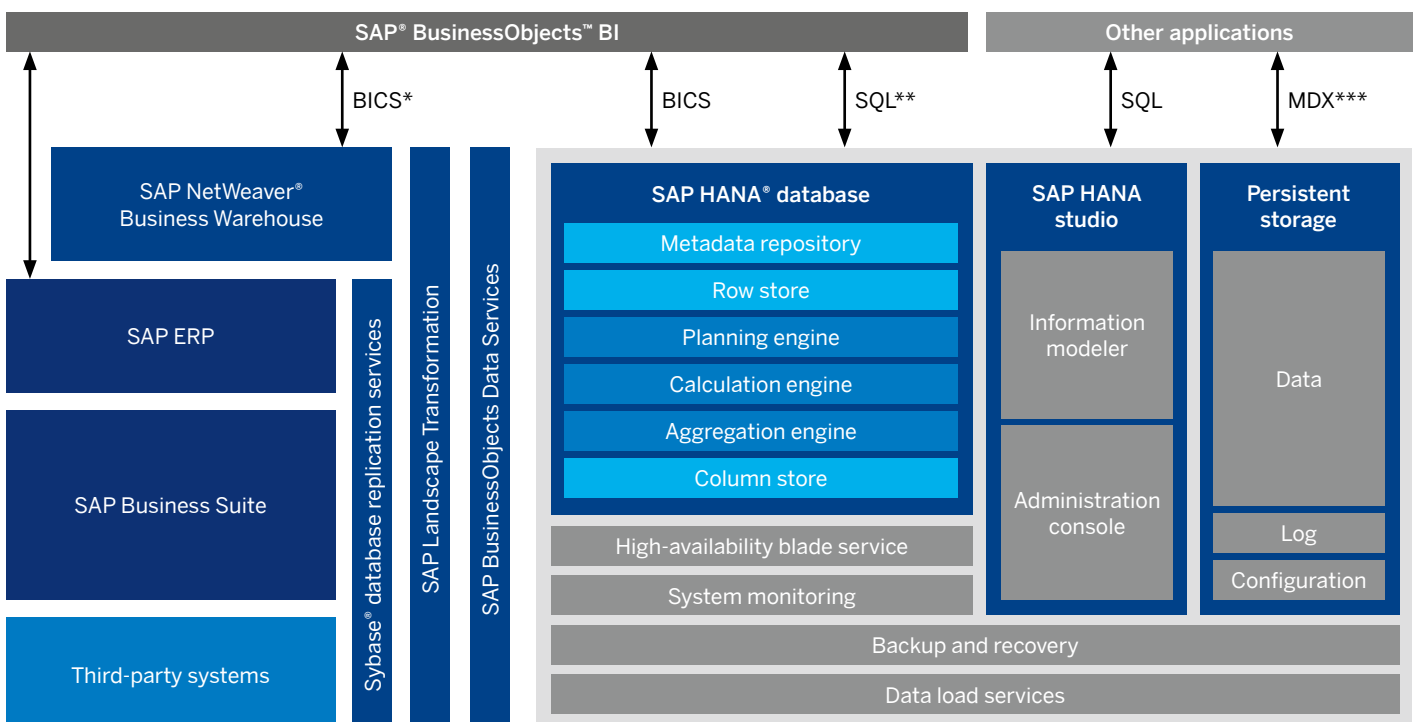 SAP® BusinessObjects™ BI
Other applications
BICS*
BICS
SQL**
SQL
MDX***
SAP NetWeaver®
Business Warehouse
SAP ERP
SAP Business Suite
Third-party systems
Sybase® database replication services
SAP Landscape Transformation
SAP BusinessObjects Data Services
SAP HANA® database
Metadata repository
Row store
Planning engine
Calculation engine
Aggregation engine
Column store
High-availability blade service
System monitoring
SAP HANA
studio
Information
modeler
Administration
console
Persistent
storage
Data
Log
Configuration
Backup and recovery
Data load services